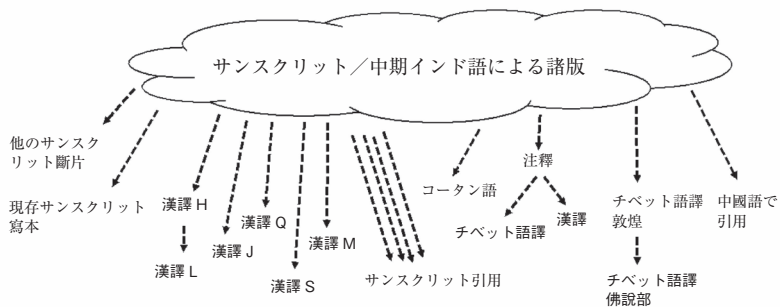 サンスクリット／中期インド語による諸版
他のサンスク
リット斷片
現存サンスクリット
寫本
漢譯 H
漢譯 L
漢譯 J
漢譯 Q
漢譯 S
漢譯 M
サンスクリット引用
コータン語
注釋
チベット語譯
漢譯
チベット語譯
敦煌
チベット語譯
佛說部
中國語で
引用